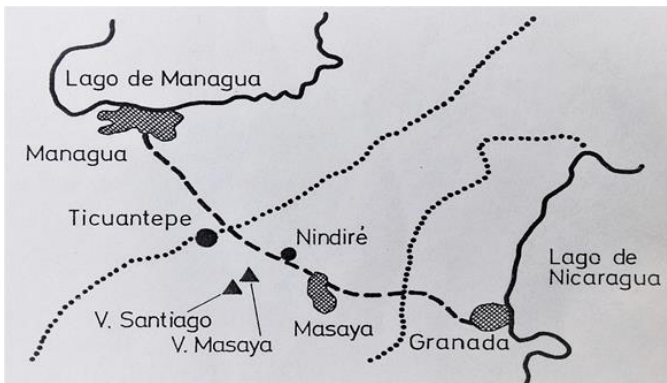 Lago de Managua
Managua
Ticuantepe
Nindiré
Lago de
Nicaragua
V. Santiago
V. Masaya
Masaya
Granada